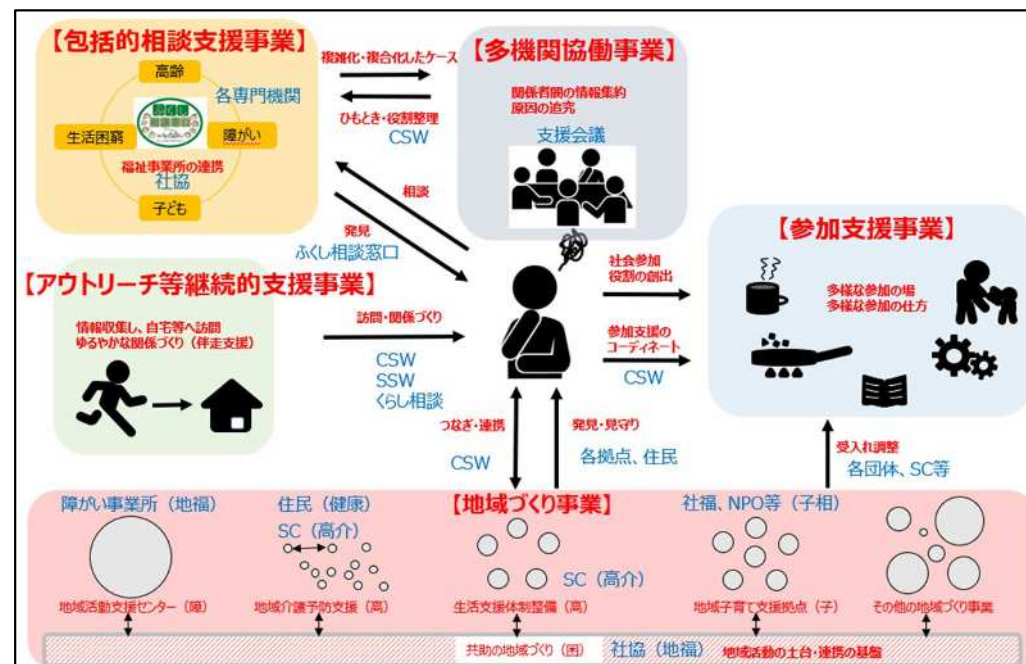 【包括的相談支援事業】
高齢
各専門機関
生活困窮
障がい
福祉事業所の連携
社協
子ども
複雑化・複合化したケース
ひもとき・役割整理
CSW
【多機関協働事業】
関係者間の情報集約
原因の追究
支援会議
相談
発見
ふくし相談窓口
【アウトリーチ等継続的支援事業】
情報収集し、自宅等へ訪問
ゆるやかな関係づくり（伴走支援）
訪問・関係づくり
CSW
SSW
くらし相談
社会参加
役割の創出
参加支援の
コーディネート
CSW
【参加支援事業】
多様な参加の場
多様な参加の仕方
つなぎ・連携
CSW
発見・見守り
各拠点、住民
受入れ調整
各団体、SC等
【地域づくり事業】
障がい事業所（地福）
地域活動支援センター（障）
住民（健康）
SC（高介）
地域介護予防支援（高）
SC（高介）
生活支援体制整備（高）
社福、NPO等（子相）
地域子育て支援拠点（子）
その他の地域づくり事業
共助の地域づくり（困）
社協（地福）
地域活動の土台・連携の基盤